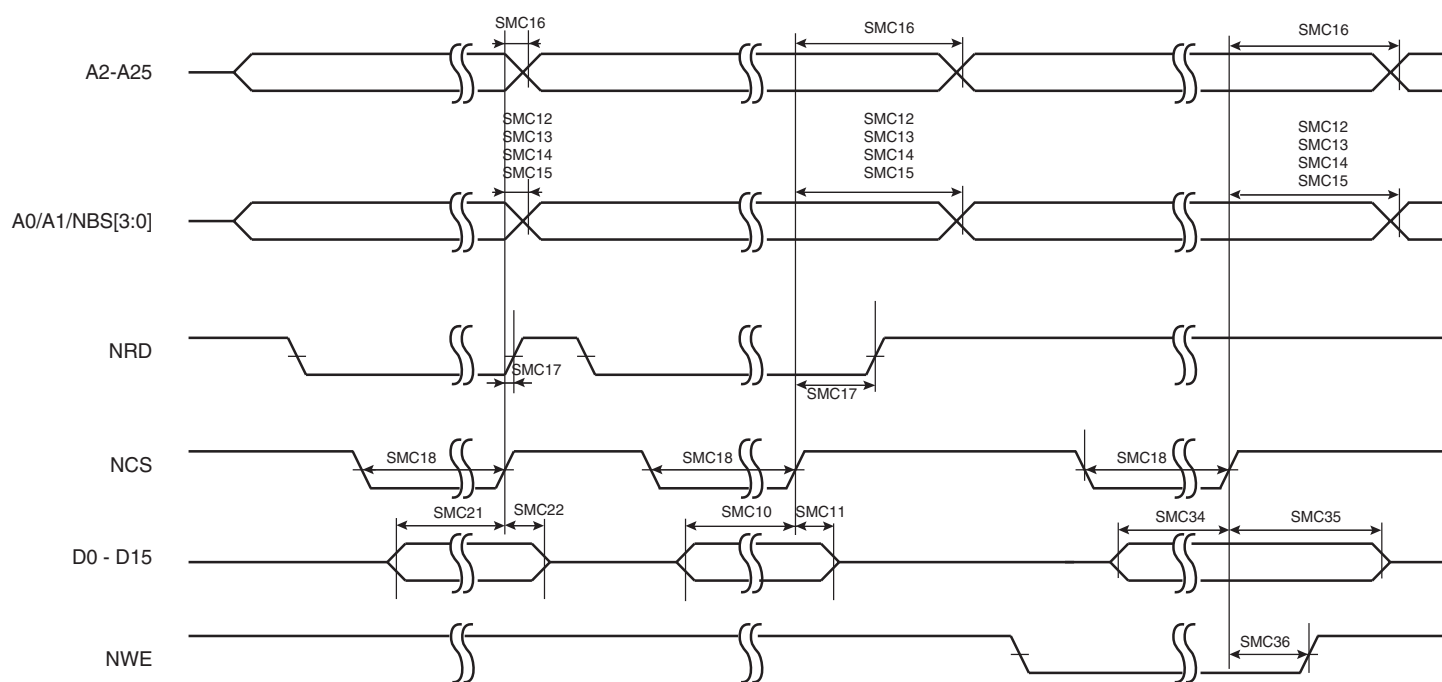 SMC16
SMC16
SMC16
A2-A25
SMC12
SMC13
SMC14
SMC15
SMC12
SMC13
SMC14
SMC15
SMC12
SMC13
SMC14
SMC15
A0/A1/NBS[3:0]
NRD
SMC17
SMC17
NCS
SMC18
SMC18
SMC18
SMC21
SMC22
SMC10
SMC11
SMC34
SMC35
D0 - D15
NWE
SMC36